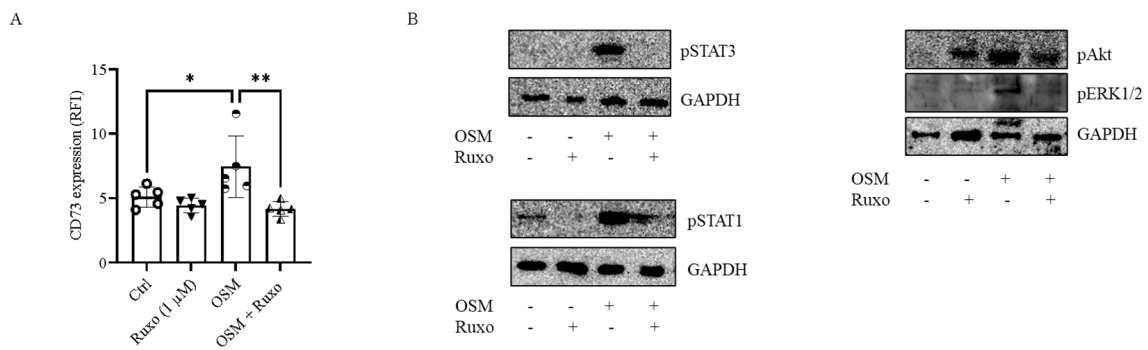 A
B
15
10
5
0
CD73 expression (RFI)
*
**
Ctrl
Ruxo (1 µM)
OSM
OSM + Ruxo
pSTAT3
GAPDH
OSM - - + +
Ruxo - + - +
pSTAT1
GAPDH
OSM - - + +
Ruxo - + - +
pAkt
pERK1/2
GAPDH
OSM - - + +
Ruxo - + - +